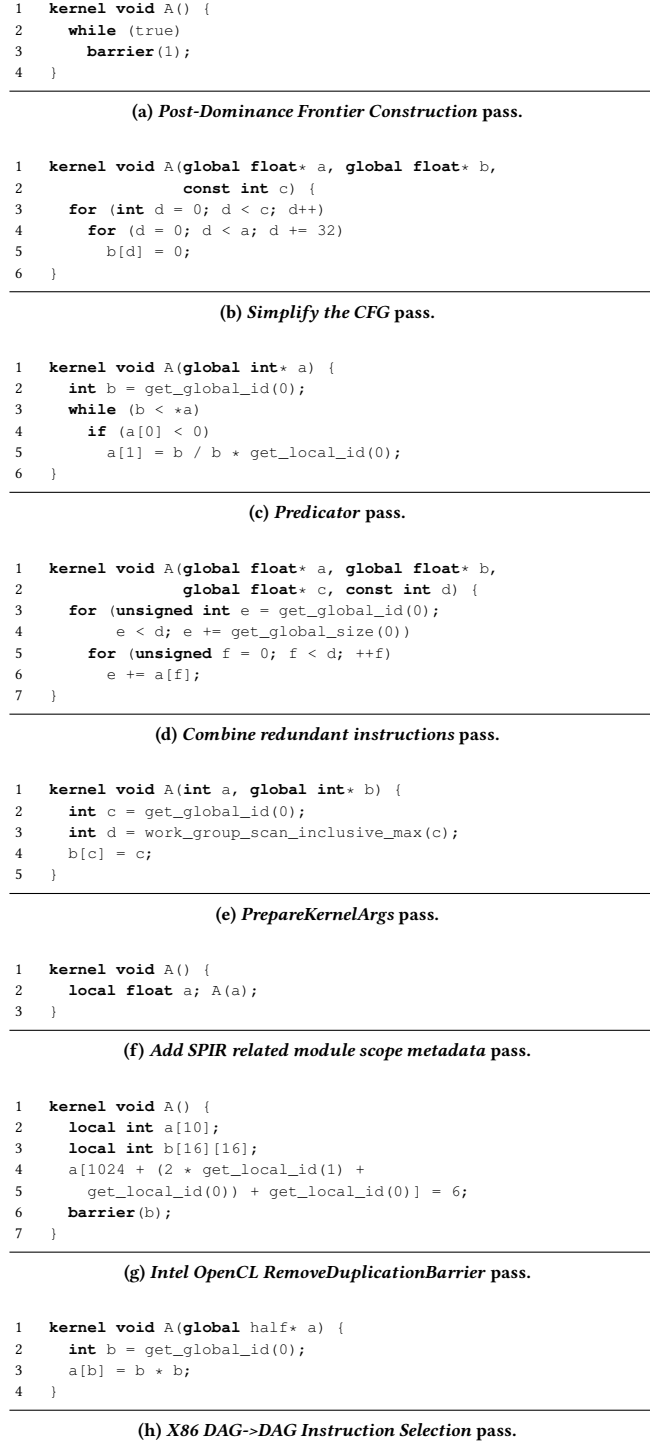 1 kernel void A() {
2   while (true)
3     barrier(1);
4 }
(a) Post-Dominance Frontier Construction pass.
1 kernel void A(global float* a, global float* b,
2               const int c) {
3   for (int d = 0; d < c; d++)
4     for (d = 0; d < a; d += 32)
5       b[d] = 0;
6 }
(b) Simplify the CFG pass.
1 kernel void A(global int* a) {
2   int b = get_global_id(0);
3   while (b < *a)
4     if (a[0] < 0)
5       a[1] = b / b * get_local_id(0);
6 }
(c) Predicator pass.
1 kernel void A(global float* a, global float* b,
2               global float* c, const int d) {
3   for (unsigned int e = get_global_id(0);
4        e < d; e += get_global_size(0))
5     for (unsigned f = 0; f < d; ++f)
6       e += a[f];
7 }
(d) Combine redundant instructions pass.
1 kernel void A(int a, global int* b) {
2   int c = get_global_id(0);
3   int d = work_group_scan_inclusive_max(c);
4   b[c] = c;
5 }
(e) PrepareKernelArgs pass.
1 kernel void A() {
2   local float a; A(a);
3 }
(f) Add SPIR related module scope metadata pass.
1 kernel void A() {
2   local int a[10];
3   local int b[16][16];
4   a[1024 + (2 * get_local_id(1) +
5     get_local_id(0)) + get_local_id(0)] = 6;
6   barrier(b);
7 }
(g) Intel OpenCL RemoveDuplicationBarrier pass.
1 kernel void A(global half* a) {
2   int b = get_global_id(0);
3   a[b] = b * b;
4 }
(h) X86 DAG->DAG Instruction Selection pass.